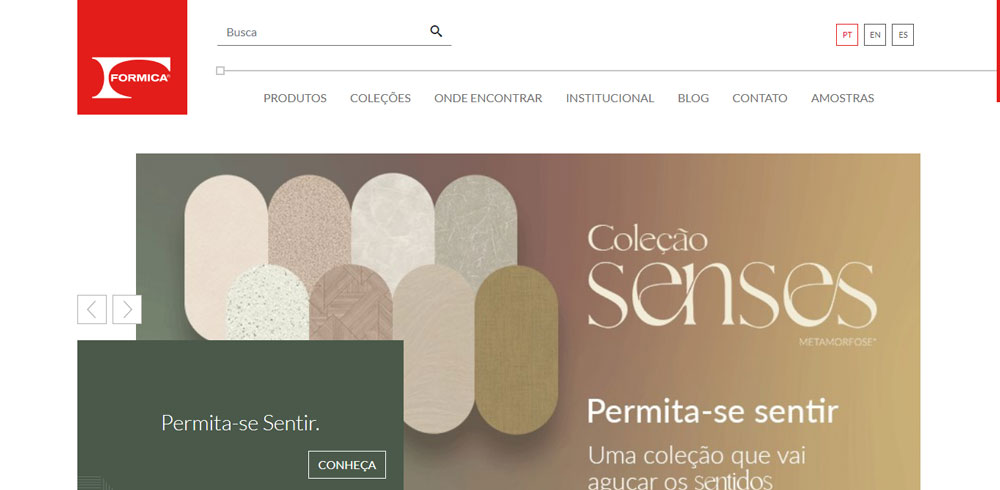 Busca
PT EN ES
FORMICA®
PRODUTOS COLEÇÕES ONDE ENCONTRAR INSTITUCIONAL BLOG CONTATO AMOSTRAS
Coleção
senses
METAMORFOSE™
Permita-se Sentir.
CONHEÇA
Permita-se sentir
Uma coleção que vai
aguçar os sentidos